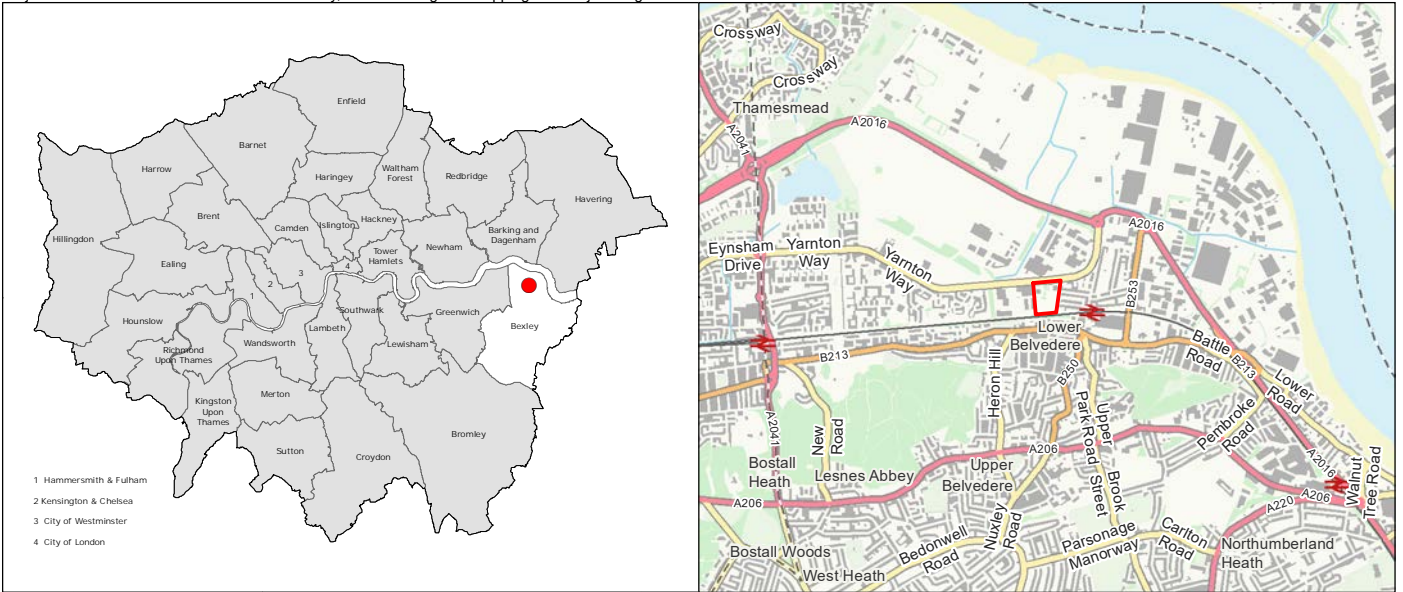 Enfield
Barnet
Harrow
Haringey
Waltham
Forest
Redbridge
Havering
Brent
Camden
Islington
Hackney
Barking and
Dagenham
Hillingdon
Ealing
Tower
Hamlets
Newham
3
4
2
1
Hounslow
Southwark
Greenwich
Bexley
Lambeth
Wandsworth
Lewisham
Richmond
Upon Thames
Merton
Kingston
Upon
Thames
Bromley
Sutton
Croydon
1 Hammersmith & Fulham
2 Kensington & Chelsea
3 City of Westminster
4 City of London
Crossway
Crossway
Thamesmead
A2041
A2016
A2016
Eynsham
Drive
Yarnton
Way
Yarnton
Way
B253
Lower
Belvedere
B213
Battle
Road
B213
Lower
Road
Heron Hill
B250
Park Road
Upper
Brook
Street
Pembroke
Road
A2041
New
Road
A206
Bostall
Heath
Lesnes Abbey
Upper
Belvedere
A2016
Walnut
Tree Road
A206
A206
A220
Nuxley
Road
Bedonwell
Road
Parsonage
Manorway
Carlton
Road
Northumberland
Heath
Bostall Woods
West Heath